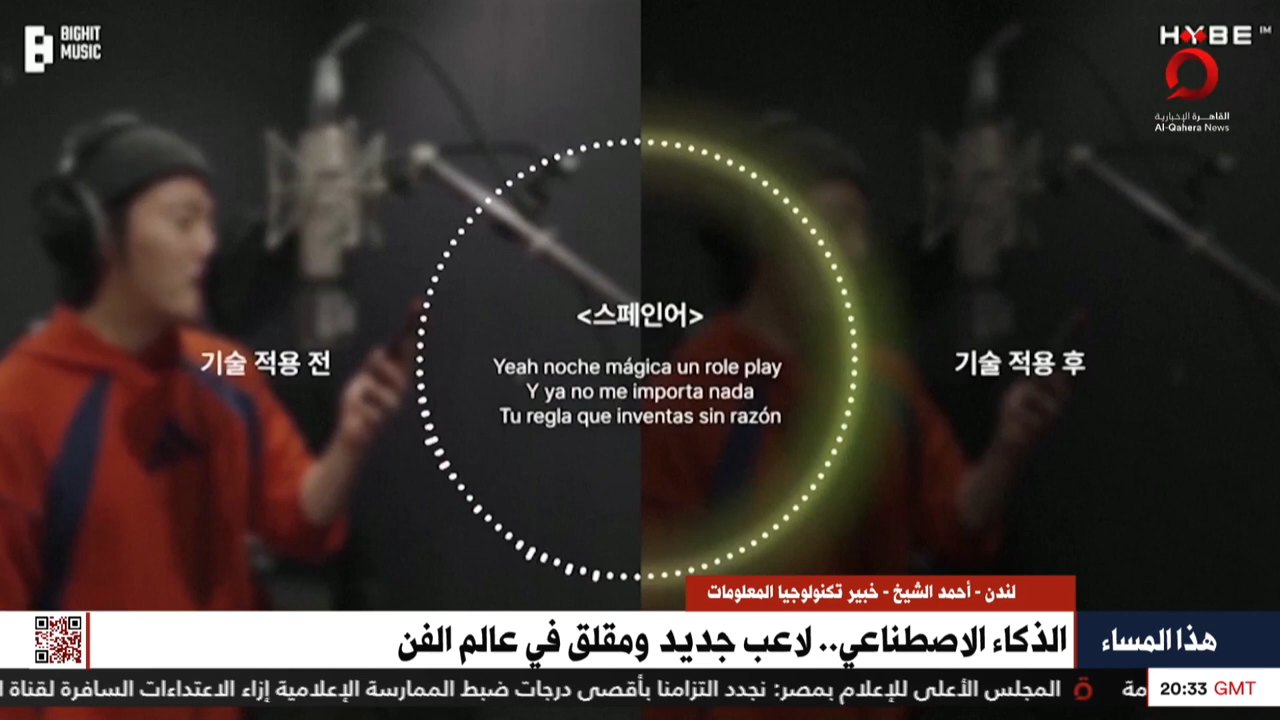 BIGHIT
MUSIC
HYBE TM
القاهرة الإخبارية
Al-Qahera News
<스페인어>
기술 적용 전
Yeah noche mágica un role play
Y ya no me importa nada
Tu regla que inventas sin razón
기술 적용 후
لندن - أحمد الشيخ - خبير تكنولوجيا المعلومات
هذا المساء
الذكاء الاصطناعي.. لاعب جديد ومقلق في عالم الفن
20:33 GMT
المجلس الأعلى للإعلام بمصر: نجدد التزامنا بأقصى درجات ضبط الممارسة الإعلامية إزاء الاعتداءات السافرة لقناة